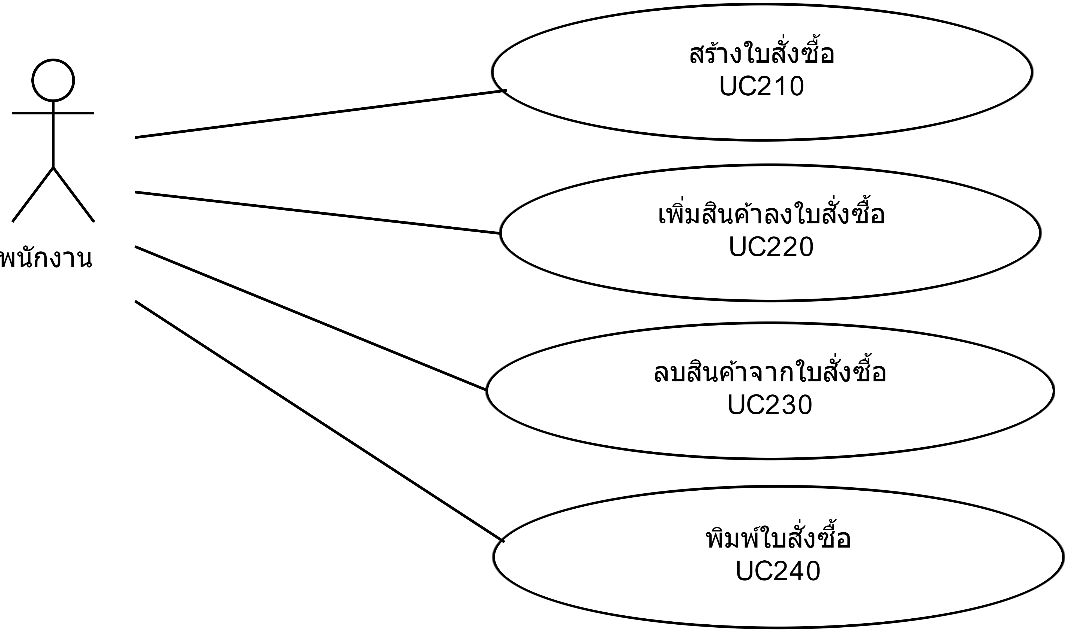 สร้างใบสั่งซื้อ
UC210
เพิ่มสินค้าลงใบสั่งซื้อ
UC220
พนักงาน
ลบสินค้าจากใบสั่งซื้อ
UC230
พิมพ์ใบสั่งซื้อ
UC240